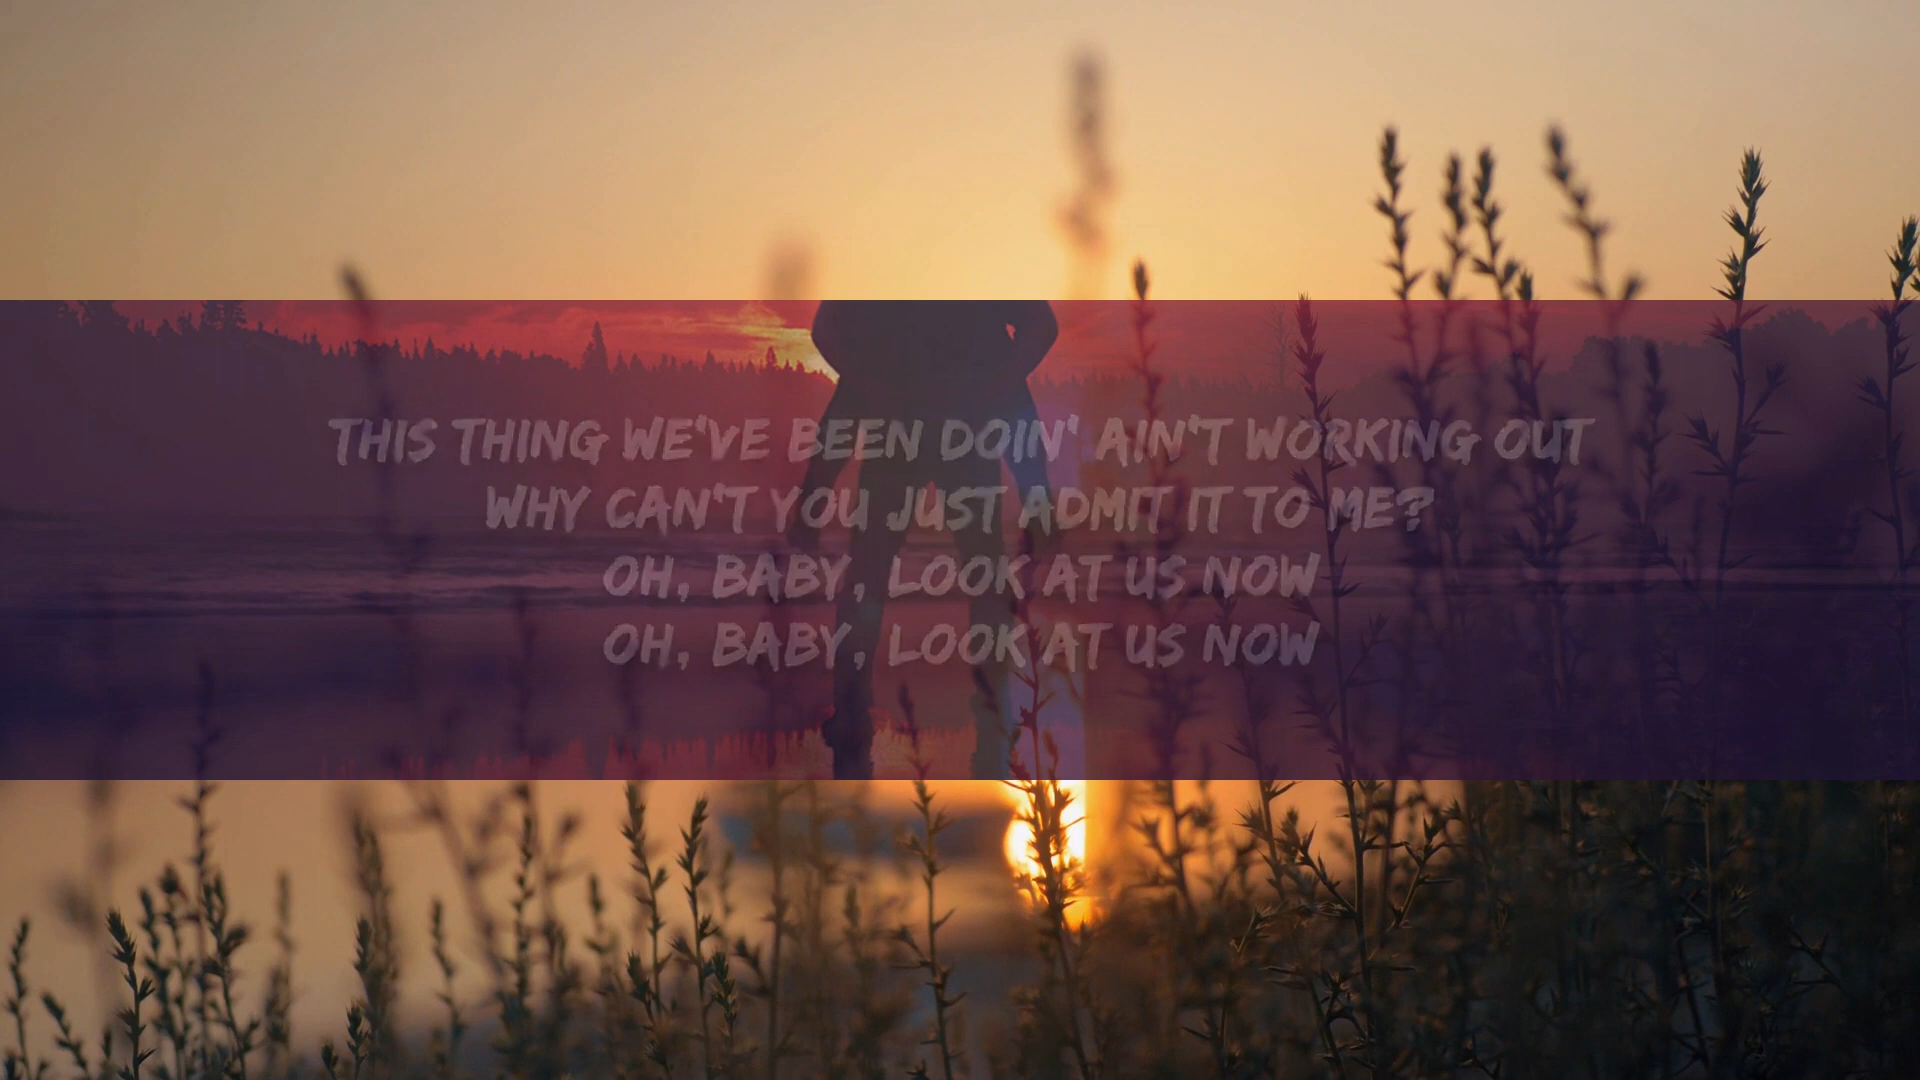 THIS THING WE'VE BEEN DOIN' AIN'T WORKING OUT
WHY CAN'T YOU JUST ADMIT IT TO ME?
OH, BABY, LOOK AT US NOW
OH, BABY, LOOK AT US NOW